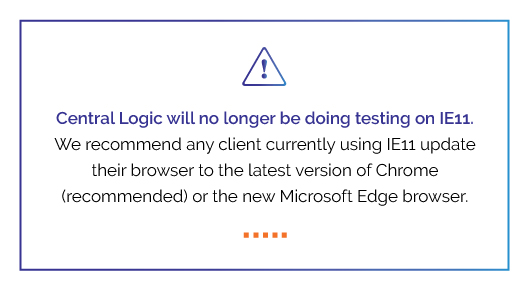 Central Logic will no longer be doing testing on IE11.
We recommend any client currently using IE11 update
their browser to the latest version of Chrome
(recommended) or the new Microsoft Edge browser.